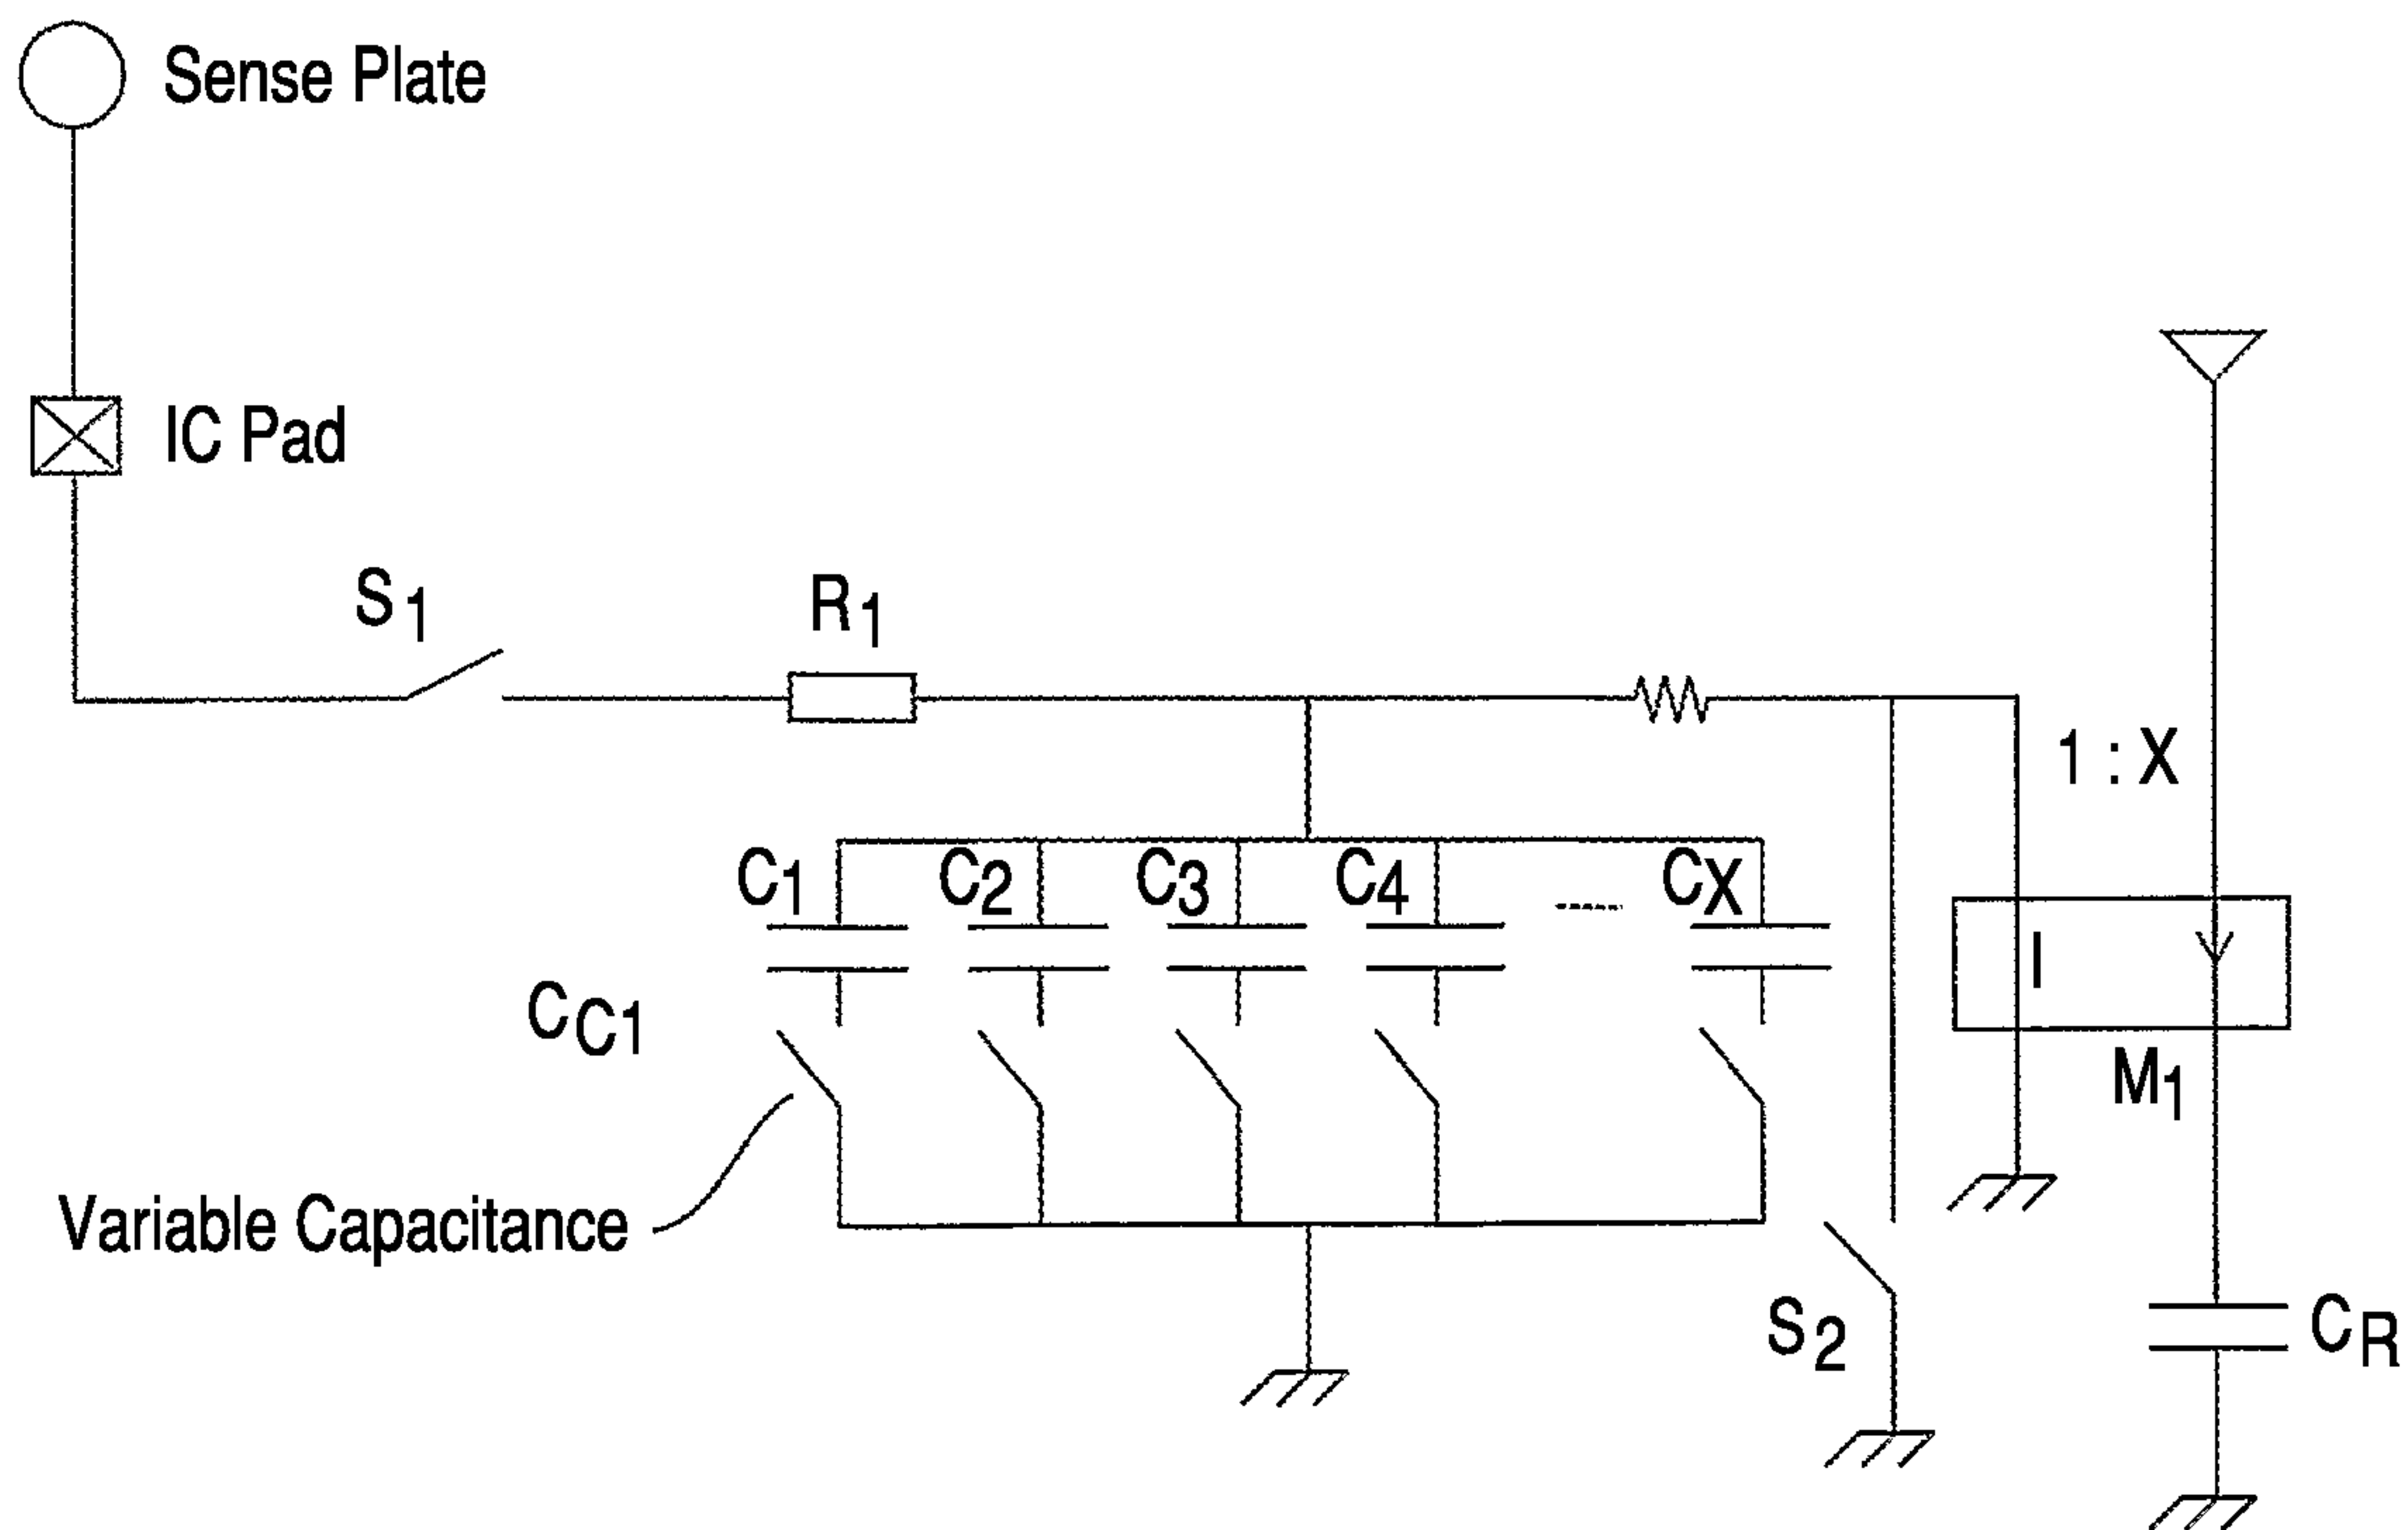 Sense Plate
IC Pad
S1
R1
1 : X
C1 C2 C3 C4 ----- CX
CC1
I
M1
Variable Capacitance
S2
CR